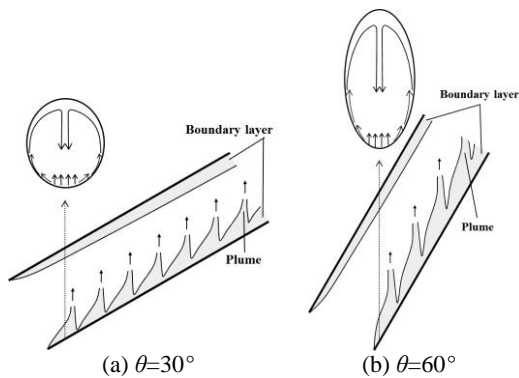 Boundary layer
Plume
(a) θ=30°
Boundary layer
Plume
(b) θ=60°